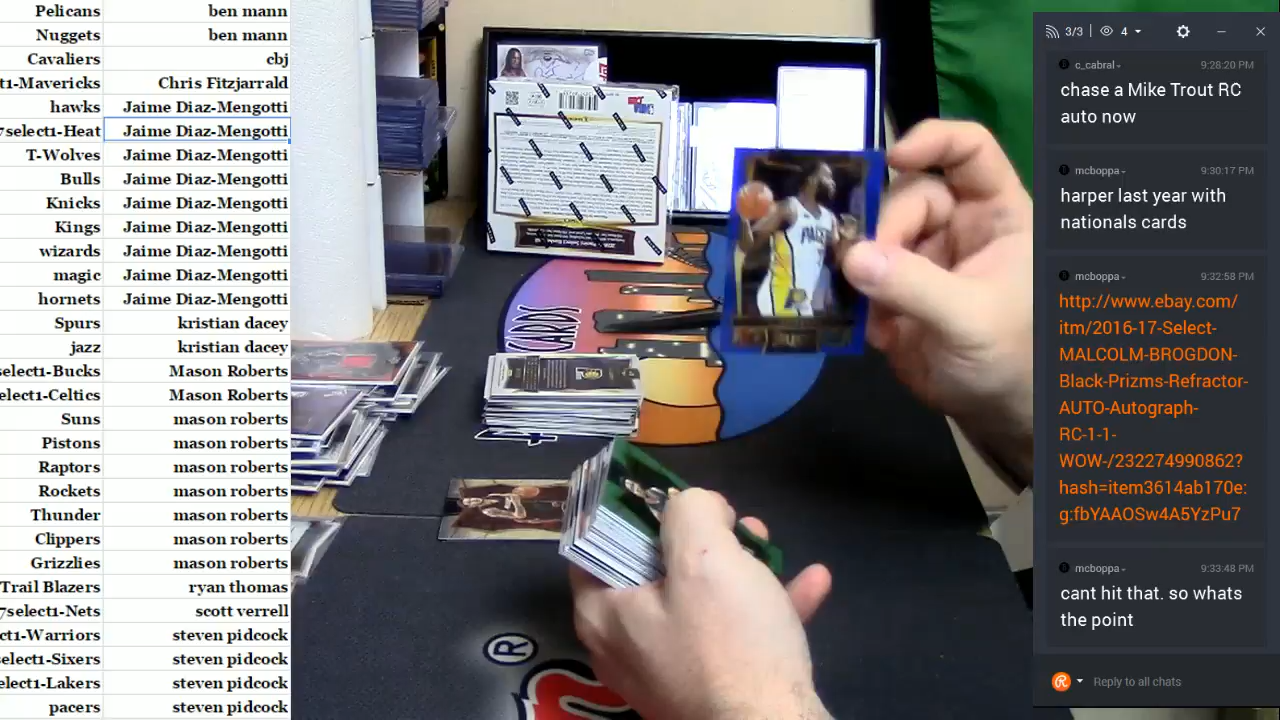 Pelicans ben mann
Nuggets ben mann
Cavaliers cbj
t1-Mavericks Chris Fitzjarrald
hawks Jaime Diaz-Mengotti
7select1-Heat Jaime Diaz-Mengotti
T-Wolves Jaime Diaz-Mengotti
Bulls Jaime Diaz-Mengotti
Knicks Jaime Diaz-Mengotti
Kings Jaime Diaz-Mengotti
wizards Jaime Diaz-Mengotti
magic Jaime Diaz-Mengotti
hornets Jaime Diaz-Mengotti
Spurs kristian dacey
jazz kristian dacey
select1-Bucks Mason Roberts
elect1-Celtics Mason Roberts
Suns mason roberts
Pistons mason roberts
Raptors mason roberts
Rockets mason roberts
Thunder mason roberts
Clippers mason roberts
Grizzlies mason roberts
Trail Blazers ryan thomas
7select1-Nets scott verrell
ct1-Warriors steven pidcock
select1-Sixers steven pidcock
elect1-Lakers steven pidcock
pacers steven pidcock
CARDS
®
3/3 4
c_cabral 9:28:20 PM
chase a Mike Trout RC
auto now
mcboppa 9:30:17 PM
harper last year with
nationals cards
mcboppa 9:32:58 PM
http://www.ebay.com/
itm/2016-17-Select-
MALCOLM-BROGDON-
Black-Prizms-Refractor-
AUTO-Autograph-
RC-1-1-
WOW-/232274990862?
hash=item3614ab170e:
g:fbYAAOSw4A5YzPu7
mcboppa 9:33:48 PM
cant hit that. so whats
the point
Reply to all chats